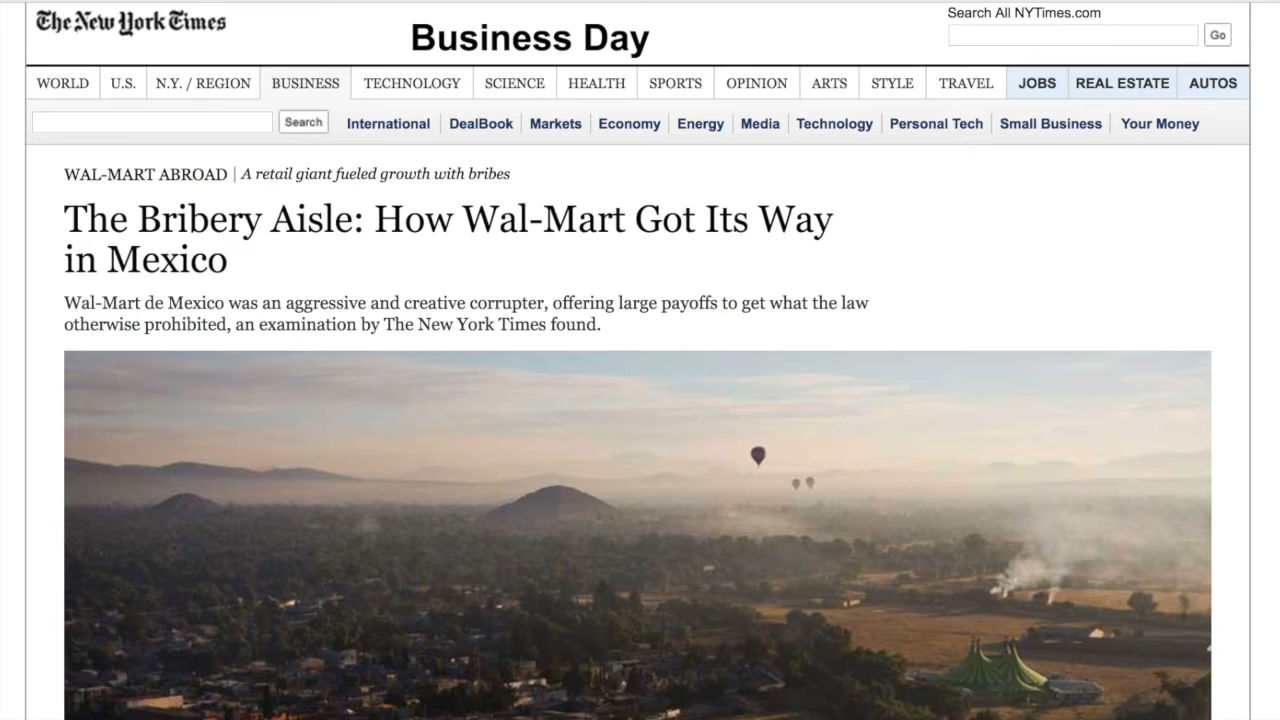 The New York Times
Business Day
Search All NYTimes.com
Go
WORLD U.S. N.Y. / REGION BUSINESS TECHNOLOGY SCIENCE HEALTH SPORTS OPINION ARTS STYLE TRAVEL JOBS REAL ESTATE AUTOS
Search International DealBook Markets Economy Energy Media Technology Personal Tech Small Business Your Money
WAL-MART ABROAD | A retail giant fueled growth with bribes
The Bribery Aisle: How Wal-Mart Got Its Way
in Mexico
Wal-Mart de Mexico was an aggressive and creative corrupter, offering large payoffs to get what the law
otherwise prohibited, an examination by The New York Times found.